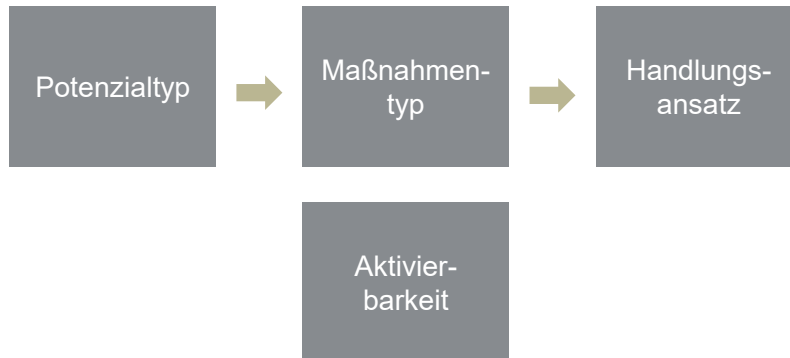 Potenzialtyp
Maßnahmen-
typ
Handlungs-
ansatz
Aktivier-
barkeit